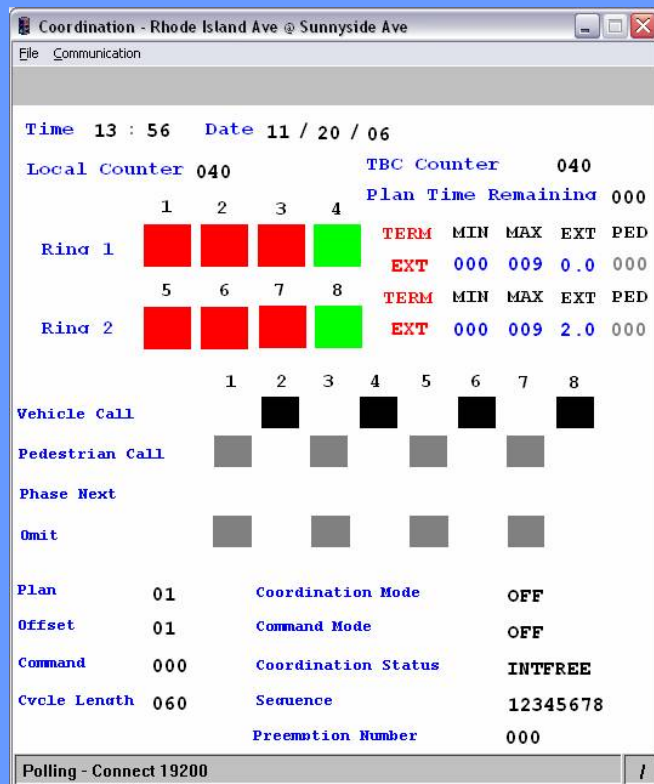 Coordination - Rhode Island Ave @ Sunnyside Ave
File Communication
Time 13 : 56 Date 11 / 20 / 06
Local Counter 040 TBC Counter 040
Plan Time Remaining 000
1 2 3 4
TERM MIN MAX EXT PED
Ring 1
EXT 000 009 0.0 000
5 6 7 8
TERM MIN MAX EXT PED
Ring 2
EXT 000 009 2.0 000
1 2 3 4 5 6 7 8
Vehicle Call
Pedestrian Call
Phase Next
Omit
Plan 01 Coordination Mode OFF
Offset 01 Command Mode OFF
Command 000 Coordination Status INTFREE
Cycle Length 060 Sequence 12345678
Preemption Number 000
Polling - Connect 19200 /